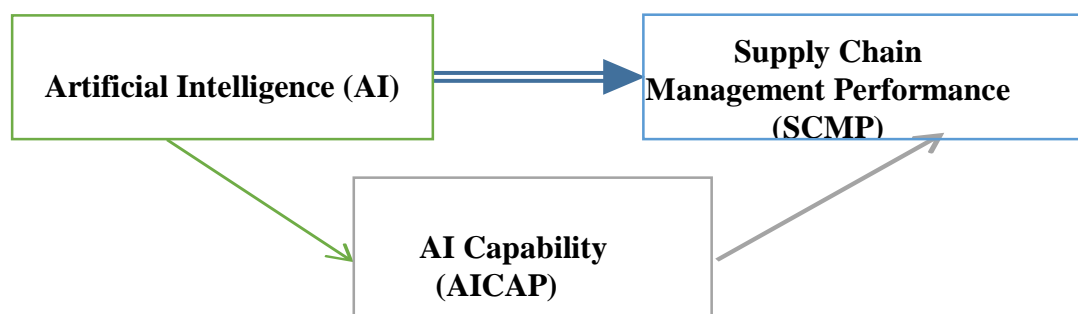 Artificial Intelligence (AI)
Supply Chain
Management Performance
(SCMP)
AI Capability
(AICAP)